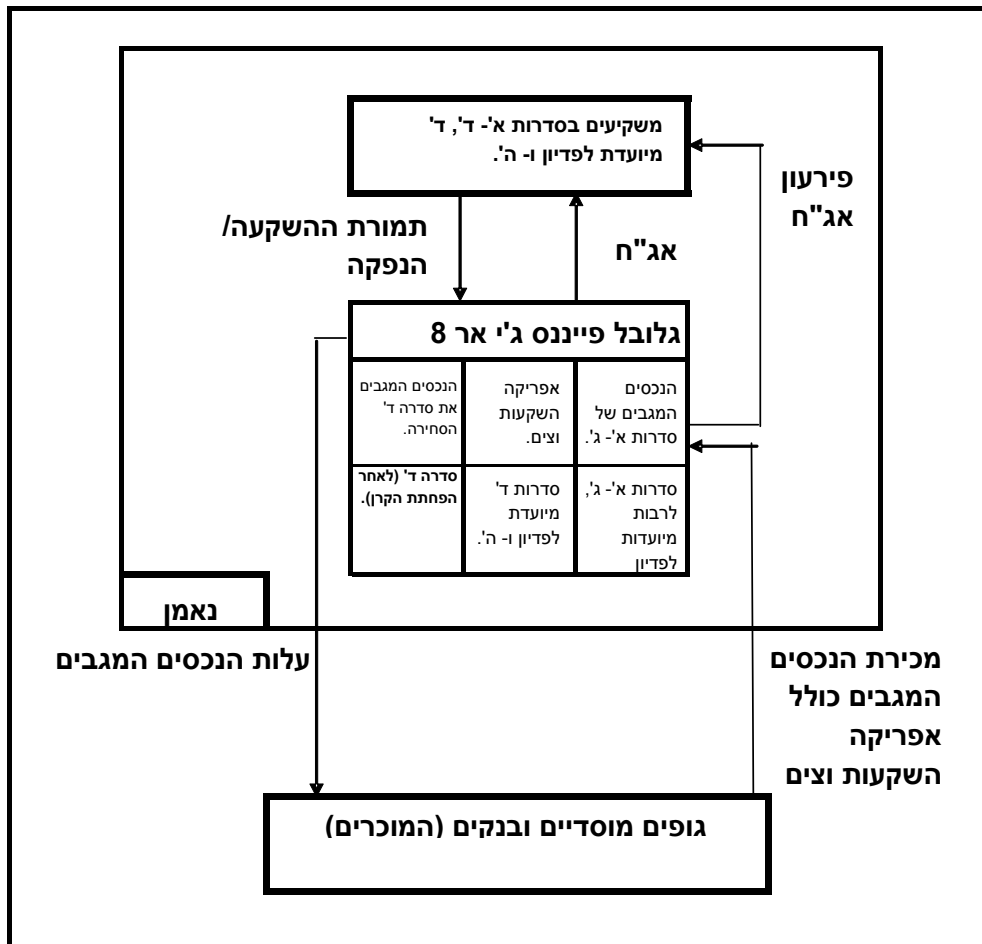 משקיעים בסדרות א'- ד', ד'
מיועדת לפדיון ו- ה'.
פירעון
אג"ח
תמורת ההשקעה/
הנפקה
אג"ח
גלובל פייננס ג'י אר 8
הנכסים
המגבים של
סדרות א'- ג'.
אפריקה
השקעות
וצים.
הנכסים המגבים
את סדרה ד'
הסחירה.
סדרות א'- ג',
לרבות
מיועדות
לפדיון
סדרות ד'
מיועדת
לפדיון ו- ה'.
סדרה ד' (לאחר
הפחתת הקרן).
נאמן
מכירת הנכסים
המגבים כולל
אפריקה
השקעות וצים
עלות הנכסים המגבים
גופים מוסדיים ובנקים (המוכרים)